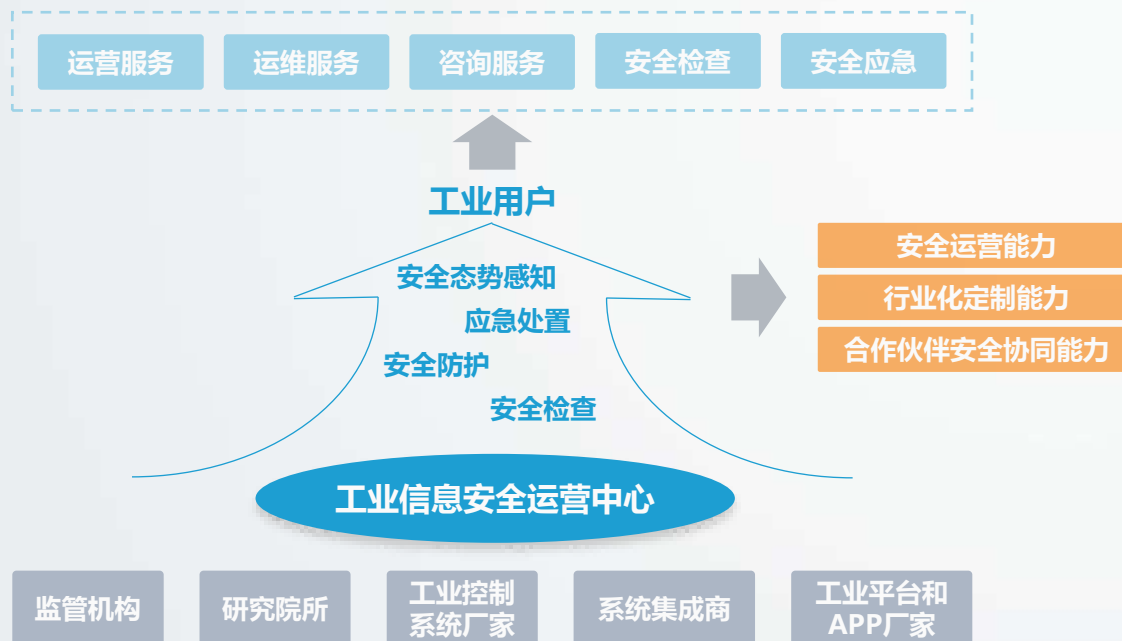 运营服务
运维服务
咨询服务
安全检查
安全应急
工业用户
安全态势感知
应急处置
安全防护
安全检查
安全运营能力
行业化定制能力
合作伙伴安全协同能力
工业信息安全运营中心
监管机构
研究院所
工业控制
系统厂家
系统集成商
工业平台和
APP厂家